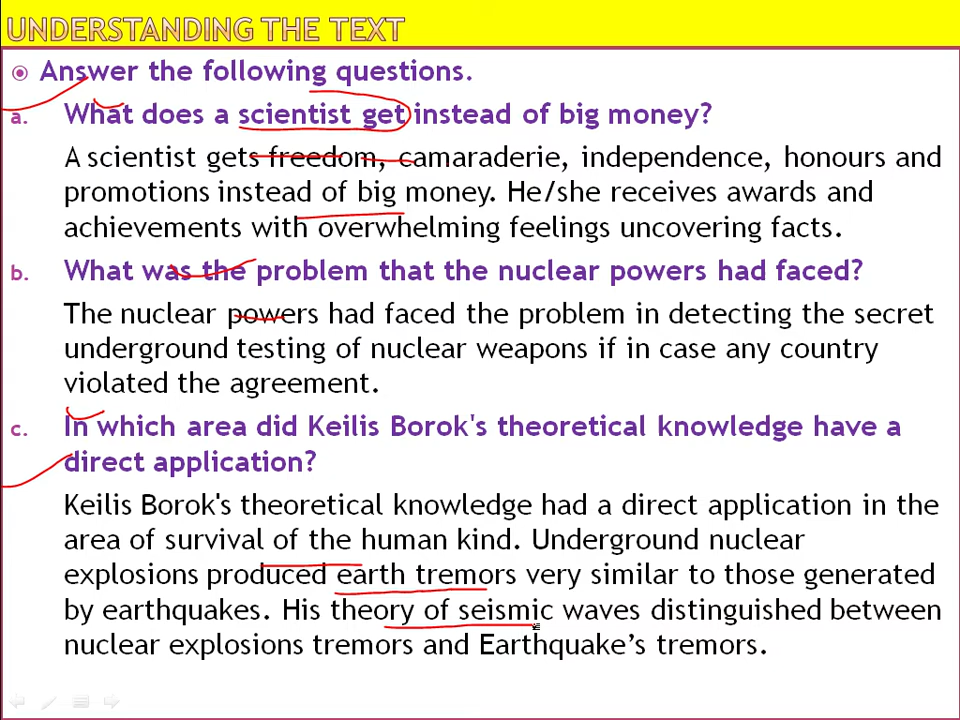 UNDERSTANDING THE TEXT
Answer the following questions.
a. What does a scientist get instead of big money?
A scientist gets freedom, camaraderie, independence, honours and
promotions instead of big money. He/she receives awards and
achievements with overwhelming feelings uncovering facts.
b. What was the problem that the nuclear powers had faced?
The nuclear powers had faced the problem in detecting the secret
underground testing of nuclear weapons if in case any country
violated the agreement.
c. In which area did Keilis Borok's theoretical knowledge have a
direct application?
Keilis Borok's theoretical knowledge had a direct application in the
area of survival of the human kind. Underground nuclear
explosions produced earth tremors very similar to those generated
by earthquakes. His theory of seismic waves distinguished between
nuclear explosions tremors and Earthquake’s tremors.